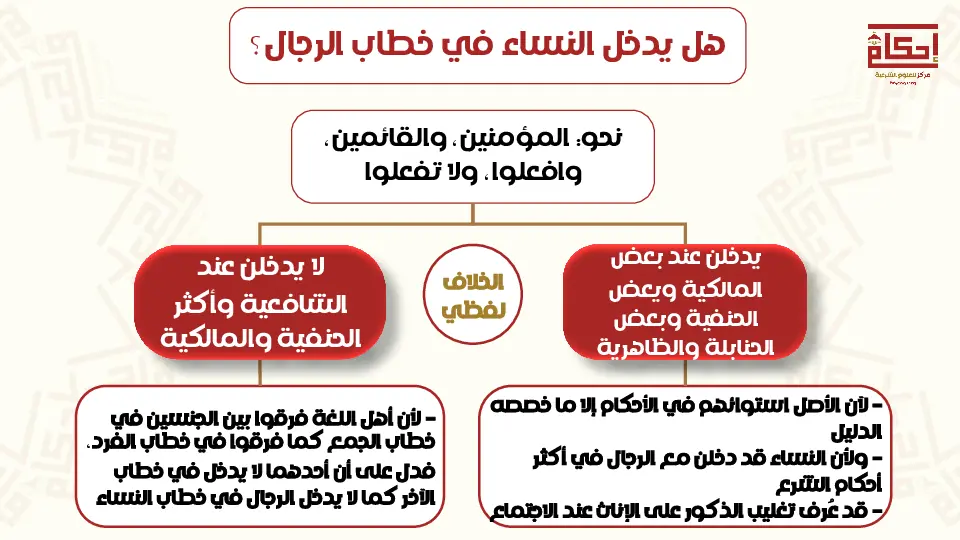 هل يدخل النساء في خطاب الرجال؟
إحكام
مركز للعلوم الشرعية
نحو: المؤمنين، والقائمين،
وافعلوا، ولا تفعلوا
يدخلن عند بعض
المالكية وبعض
الحنفية وبعض
الحنابلة والظاهرية
الخلاف
لفظي
لا يدخلن عند
الشافعية وأكثر
الحنفية والمالكية
- لأن الأصل استوائهم في الأحكام إلا ما خصصه
الدليل
- ولأن النساء قد دخلن مع الرجال في أكثر
أحكام الشرع
- قد عُرف تغليب الذكور على الإناث عند الاجتماع
- لأن أهل اللغة فرقوا بين الجنسين في
خطاب الجمع كما فرقوا في خطاب الفرد،
فدل على أن أحدهما لا يدخل في خطاب
الآخر كما لا يدخل الرجال في خطاب النساء